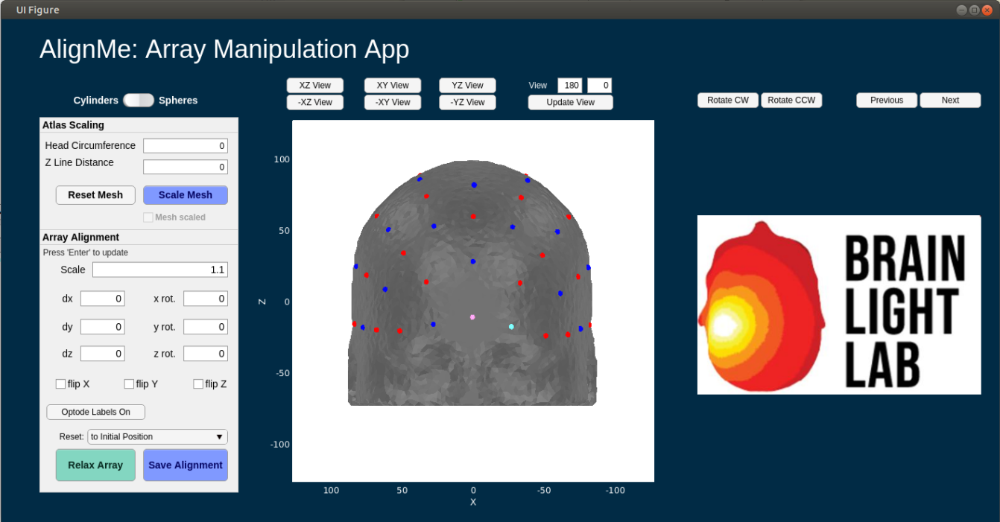 UI Figure
AlignMe: Array Manipulation App
XZ View
XY View
YZ View
View 180 0
-XZ View
-XY View
-YZ View
Update View
Rotate CW
Rotate CCW
Previous
Next
Cylinders
Spheres
Atlas Scaling
Head Circumference 0
Z Line Distance 0
Reset Mesh
Scale Mesh
Mesh scaled
Array Alignment
Press 'Enter' to update
Scale 1.1
dx 0 x rot. 0
dy 0 y rot. 0
dz 0 z rot. 0
flip X flip Y flip Z
Optode Labels On
Reset: to Initial Position
Relax Array
Save Alignment
100
50
0
-50
-100
Z
100 50 0 -50 -100
X
BRAIN
LIGHT
LAB